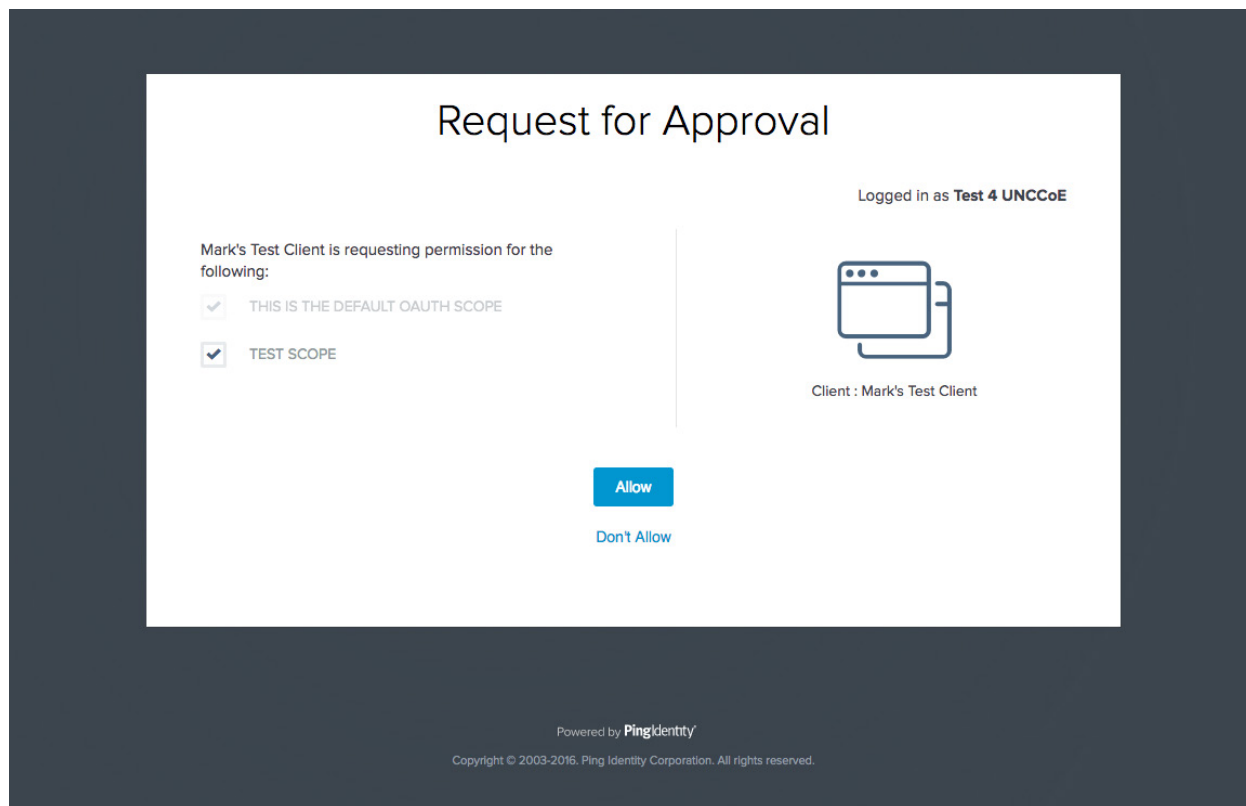 Request for Approval
Logged in as Test 4 UNCCoE
Mark's Test Client is requesting permission for the
following:
THIS IS THE DEFAULT OAUTH SCOPE
TEST SCOPE
Client : Mark's Test Client
Allow
Don't Allow
Powered by PingIdentity®
Copyright © 2003-2016. Ping Identity Corporation. All rights reserved.